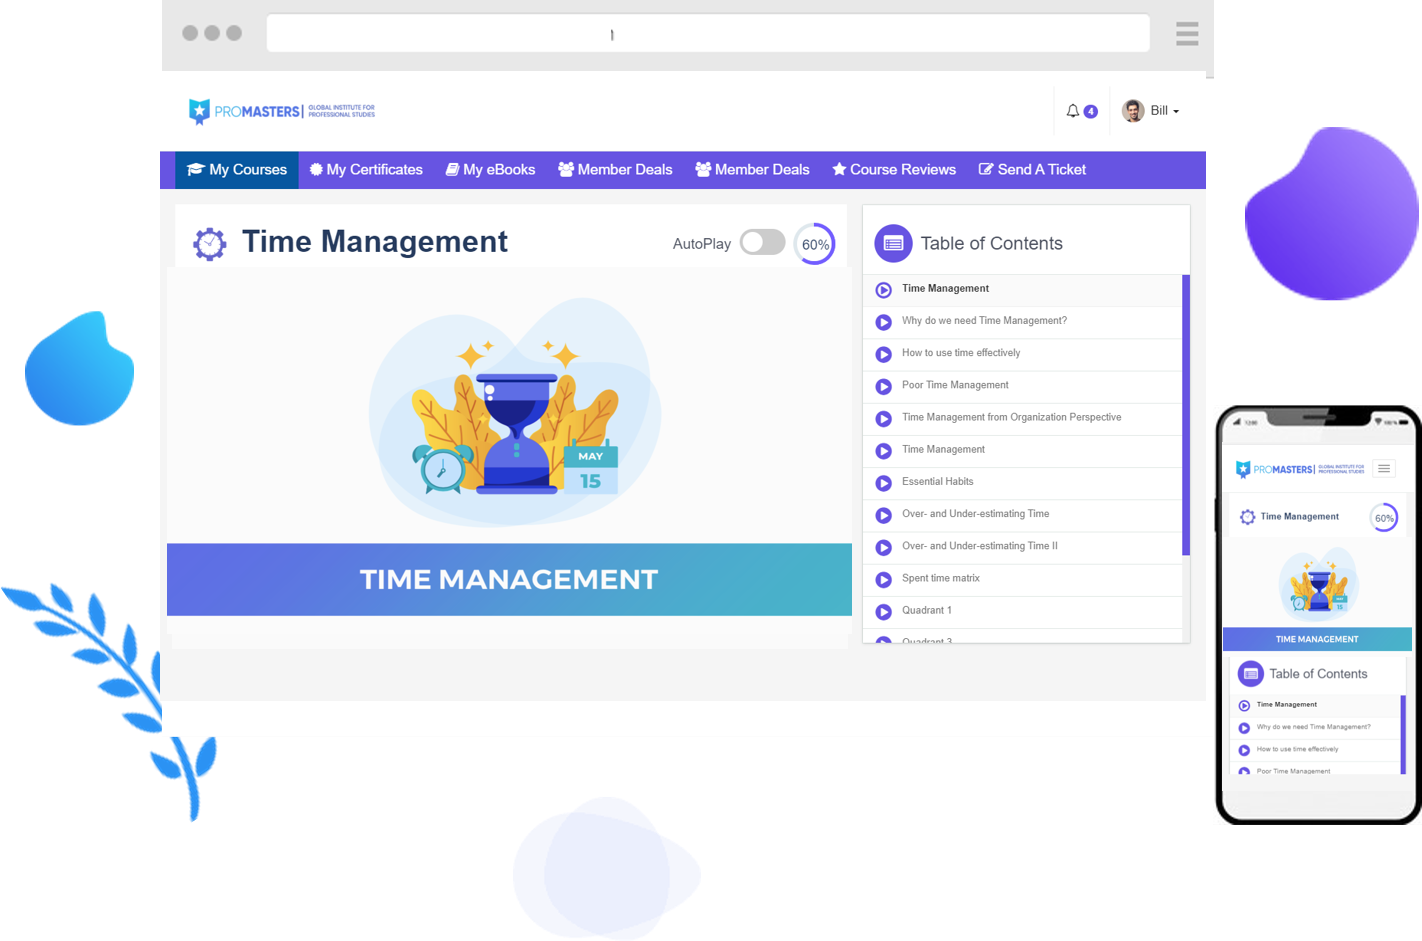 PROMASTERS| GLOBAL INSTITUTE FOR
PROFESSIONAL STUDIES
4
Bill
My Courses My Certificates My eBooks Member Deals Member Deals Course Reviews Send A Ticket
Time Management
AutoPlay
60%
MAY
15
TIME MANAGEMENT
Table of Contents
Time Management
Why do we need Time Management?
How to use time effectively
Poor Time Management
Time Management from Organization Perspective
Time Management
Essential Habits
Over- and Under-estimating Time
Over- and Under-estimating Time II
Spent time matrix
Quadrant 1
Quadrant 3
PROMASTERS| GLOBAL INSTITUTE FOR
PROFESSIONAL STUDIES
Time Management
60%
MAY
15
TIME MANAGEMENT
Table of Contents
Time Management
Why do we need Time Management?
How to use time effectively
Poor Time Management